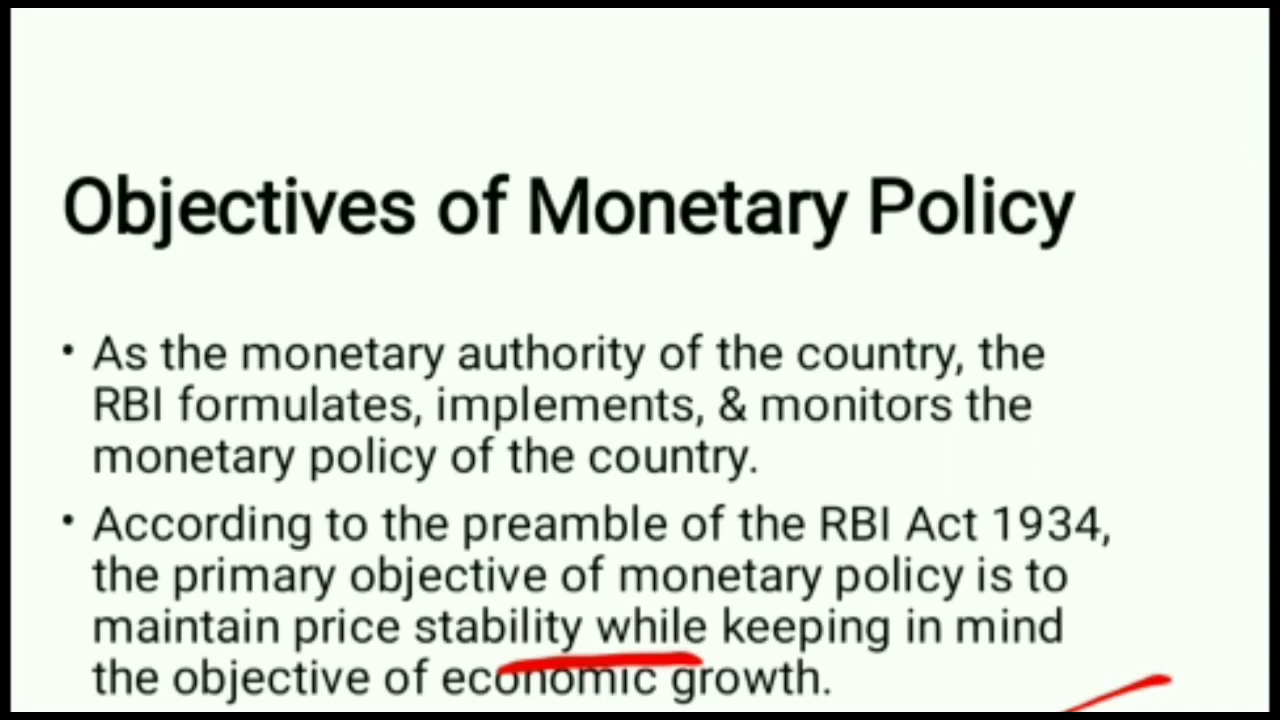 Objectives of Monetary Policy
• As the monetary authority of the country, the
RBI formulates, implements, & monitors the
monetary policy of the country.
• According to the preamble of the RBI Act 1934,
the primary objective of monetary policy is to
maintain price stability while keeping in mind
the objective of economic growth.